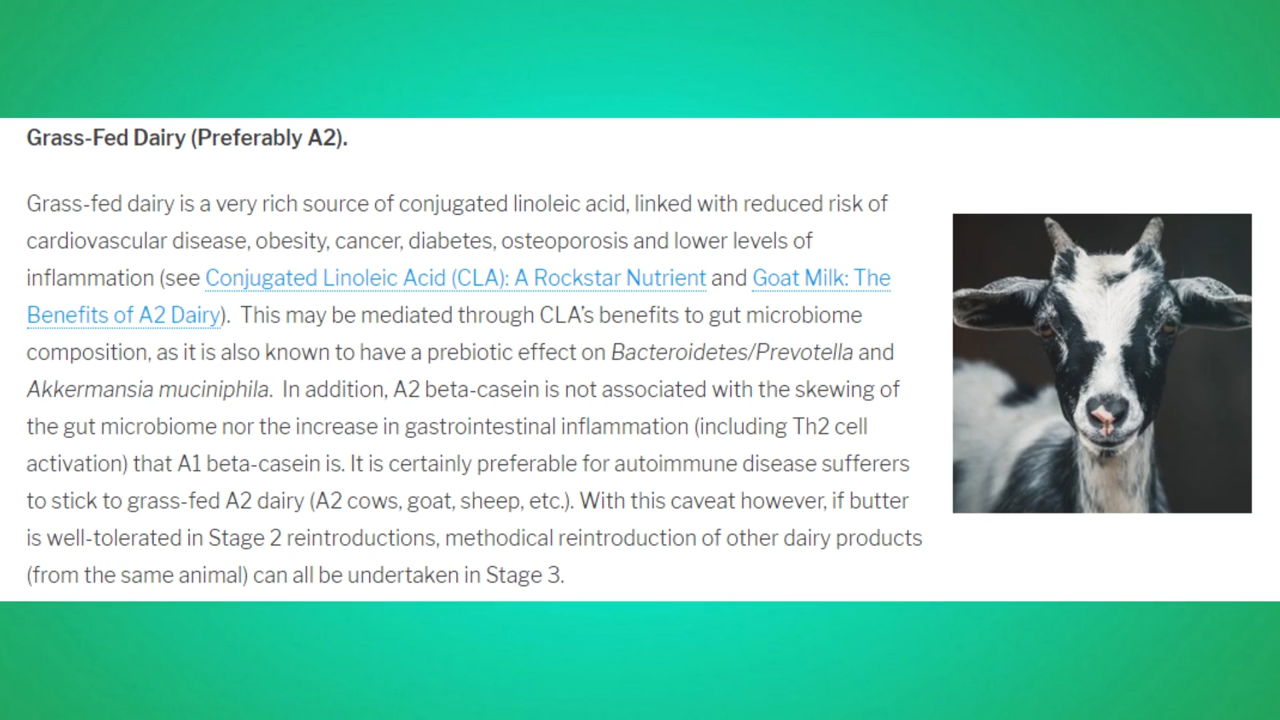 Grass-Fed Dairy (Preferably A2).
Grass-fed dairy is a very rich source of conjugated linoleic acid, linked with reduced risk of
cardiovascular disease, obesity, cancer, diabetes, osteoporosis and lower levels of
inflammation (see Conjugated Linoleic Acid (CLA): A Rockstar Nutrient and Goat Milk: The
Benefits of A2 Dairy).  This may be mediated through CLA’s benefits to gut microbiome
composition, as it is also known to have a prebiotic effect on Bacteroidetes/Prevotella and
Akkermansia muciniphila.  In addition, A2 beta-casein is not associated with the skewing of
the gut microbiome nor the increase in gastrointestinal inflammation (including Th2 cell
activation) that A1 beta-casein is. It is certainly preferable for autoimmune disease sufferers
to stick to grass-fed A2 dairy (A2 cows, goat, sheep, etc.). With this caveat however, if butter
is well-tolerated in Stage 2 reintroductions, methodical reintroduction of other dairy products
(from the same animal) can all be undertaken in Stage 3.